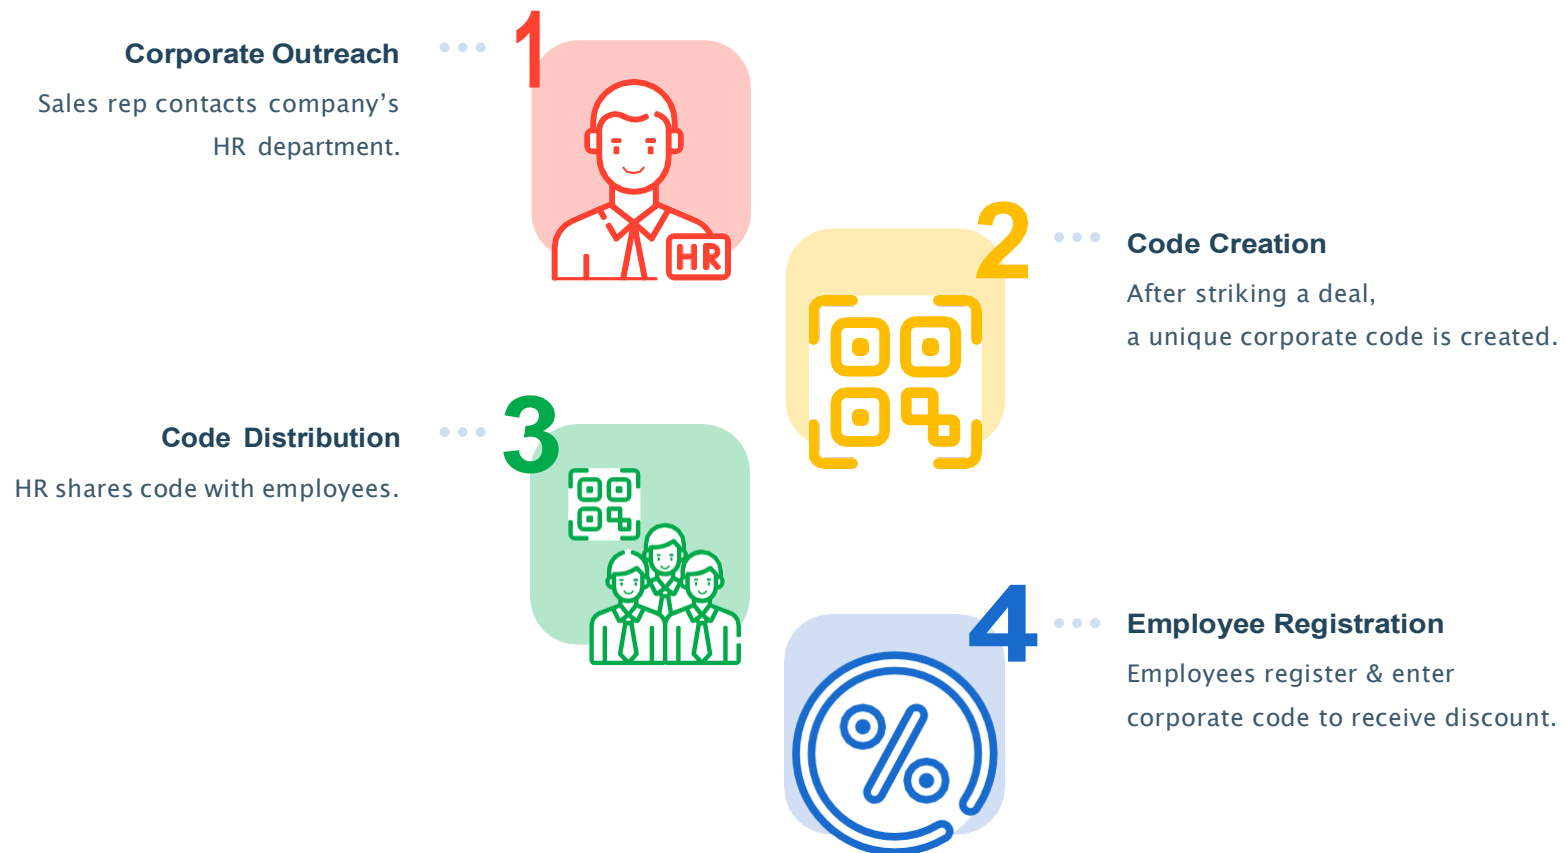 1
Corporate Outreach
Sales rep contacts company’s
HR department.
HR
2
Code Creation
After striking a deal,
a unique corporate code is created.
3
Code Distribution
HR shares code with employees.
4
Employee Registration
Employees register & enter
corporate code to receive discount.
%